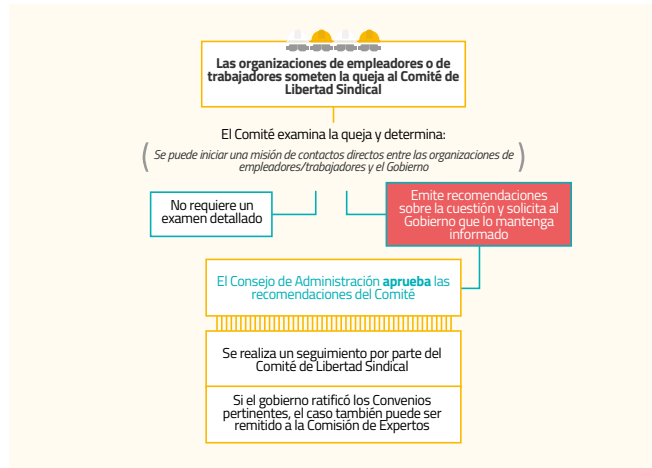 Las organizaciones de empleadores o de
trabajadores someten la queja al Comité de
Libertad Sindical
El Comité examina la queja y determina:
(Se puede iniciar una misión de contactos directos entre las organizaciones de
empleadores/trabajadores y el Gobierno)
No requiere un
examen detallado
Emite recomendaciones
sobre la cuestión y solicita al
Gobierno que lo mantenga
informado
El Consejo de Administración aprueba las
recomendaciones del Comité
Se realiza un seguimiento por parte del
Comité de Libertad Sindical
Si el gobierno ratificó los Convenios
pertinentes, el caso también puede ser
remitido a la Comisión de Expertos